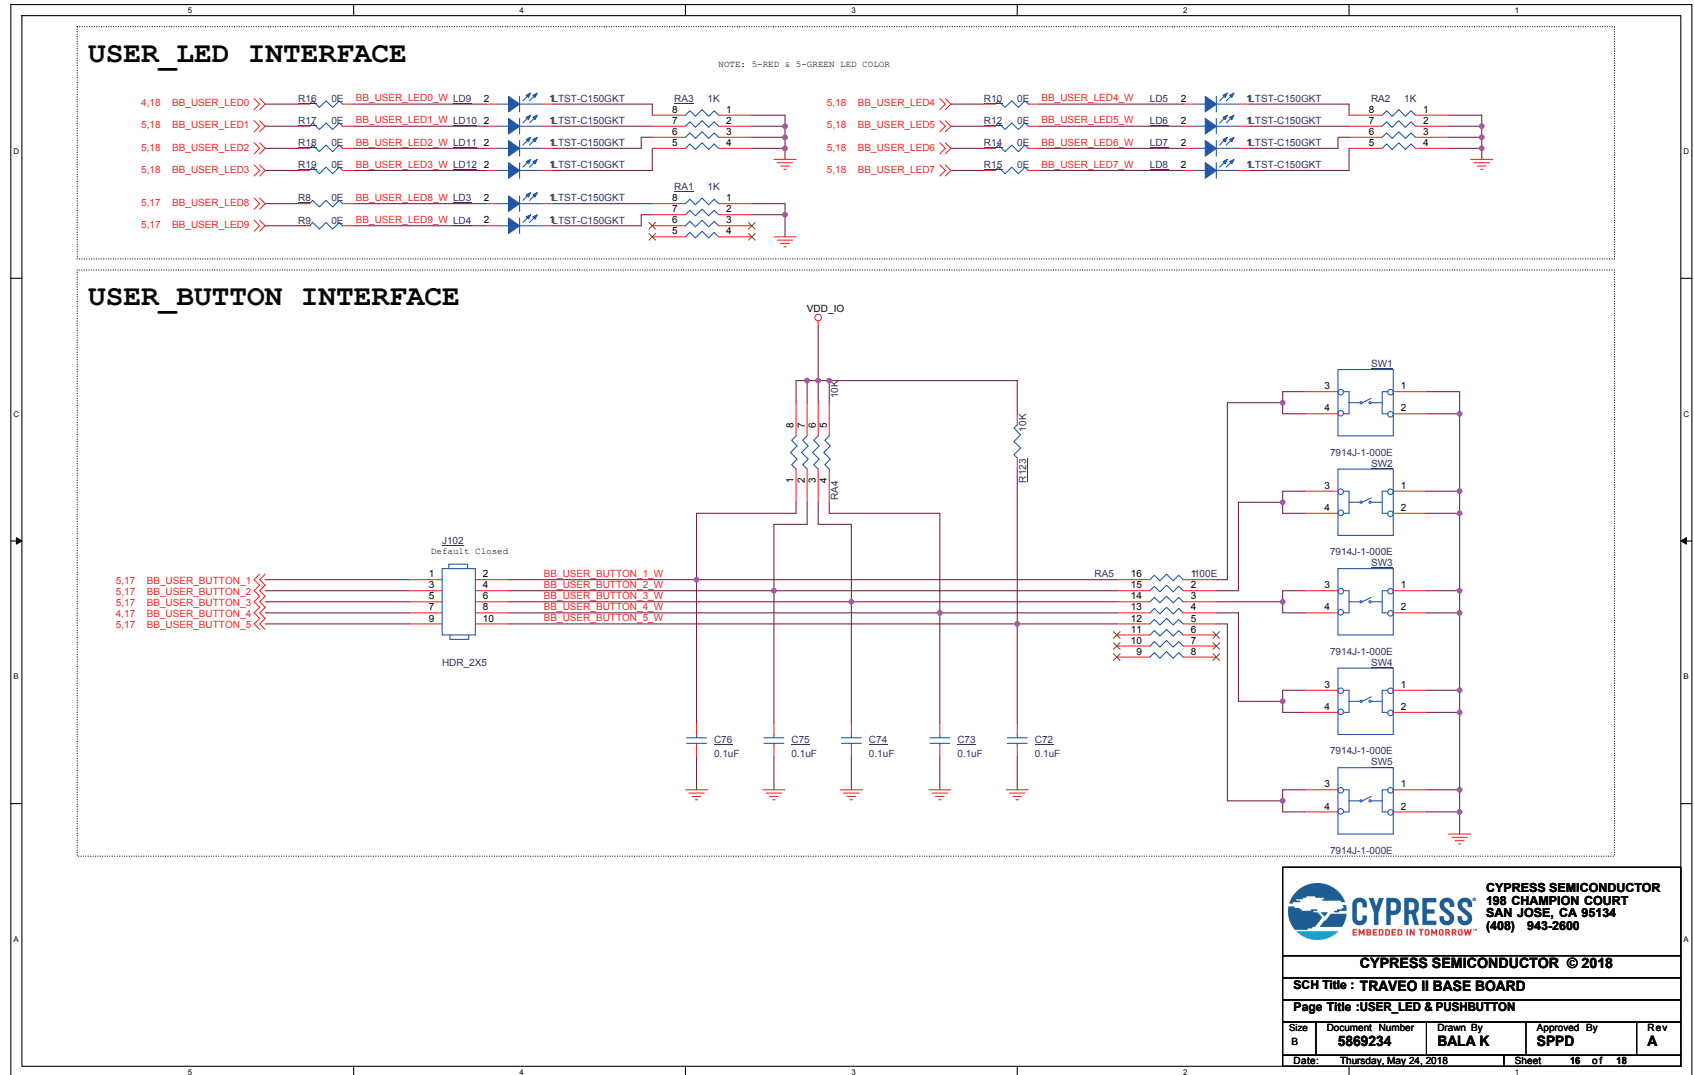 5 4 3 2 1
USER_LED INTERFACE
NOTE: 5-RED & 5-GREEN LED COLOR
4,18 BB_USER_LED0 R16 0E BB_USER_LED0_W LD9 2 1 LTST-C150GKT RA3 1K 8 1
5,18 BB_USER_LED1 R17 0E BB_USER_LED1_W LD10 2 1 LTST-C150GKT 7 2
5,18 BB_USER_LED2 R18 0E BB_USER_LED2_W LD11 2 1 LTST-C150GKT 6 3
5,18 BB_USER_LED3 R19 0E BB_USER_LED3_W LD12 2 1 LTST-C150GKT 5 4
5,17 BB_USER_LED8 R8 0E BB_USER_LED8_W LD3 2 1 LTST-C150GKT RA1 1K 8 1
7 2
5,17 BB_USER_LED9 R9 0E BB_USER_LED9_W LD4 2 1 LTST-C150GKT 6 3
5 4
5,18 BB_USER_LED4 R10 0E BB_USER_LED4_W LD5 2 1 LTST-C150GKT RA2 1K 8 1
5,18 BB_USER_LED5 R12 0E BB_USER_LED5_W LD6 2 1 LTST-C150GKT 7 2
5,18 BB_USER_LED6 R14 0E BB_USER_LED6_W LD7 2 1 LTST-C150GKT 6 3
5,18 BB_USER_LED7 R15 0E BB_USER_LED7_W LD8 2 1 LTST-C150GKT 5 4
D D
USER_BUTTON INTERFACE
VDD_IO
10K
8 7 6 5
1 2 3 4
RA4
10K
R123
C C
J102
Default Closed
5,17 BB_USER_BUTTON_1 1 2 BB_USER_BUTTON_1_W RA5 16 1 100E
5,17 BB_USER_BUTTON_2 3 4 BB_USER_BUTTON_2_W 15 2
5,17 BB_USER_BUTTON_3 5 6 BB_USER_BUTTON_3_W 14 3
4,17 BB_USER_BUTTON_4 7 8 BB_USER_BUTTON_4_W 13 4
5,17 BB_USER_BUTTON_5 9 10 BB_USER_BUTTON_5_W 12 5
11 6
10 7
9 8
HDR_2X5
B B
C76 0.1uF
C75 0.1uF
C74 0.1uF
C73 0.1uF
C72 0.1uF
SW1
3 1
4 2
7914J-1-000E
SW2
3 1
4 2
7914J-1-000E
SW3
3 1
4 2
7914J-1-000E
SW4
3 1
4 2
7914J-1-000E
SW5
3 1
4 2
7914J-1-000E
A A
CYPRESS
EMBEDDED IN TOMORROW™
CYPRESS SEMICONDUCTOR
198 CHAMPION COURT
SAN JOSE, CA 95134
(408) 943-2600
CYPRESS SEMICONDUCTOR © 2018
SCH Title : TRAVEO II BASE BOARD
Page Title :USER_LED & PUSHBUTTON
Size Document Number Drawn By Approved By Rev
B 5869234 BALA K SPPD A
Date: Thursday, May 24, 2018 Sheet 16 of 18
5 4 3 2 1